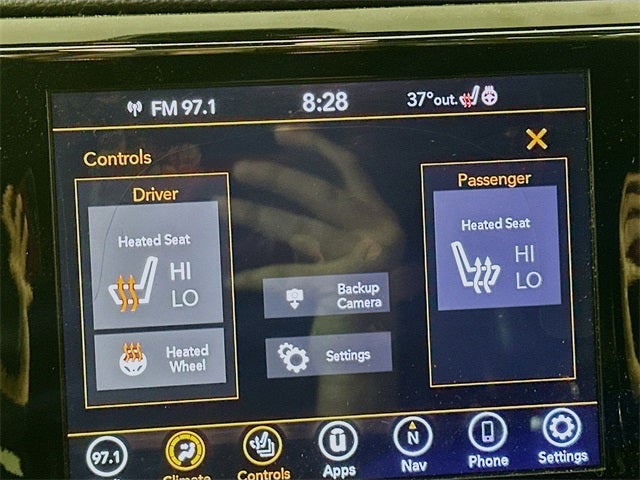 FM 97.1
8:28
37°out.
Controls
Driver
Heated Seat
HI
LO
Heated
Wheel
Backup
Camera
Settings
Passenger
Heated Seat
HI
LO
97.1
Climate
Controls
Apps
N
Nav
Phone
Settings